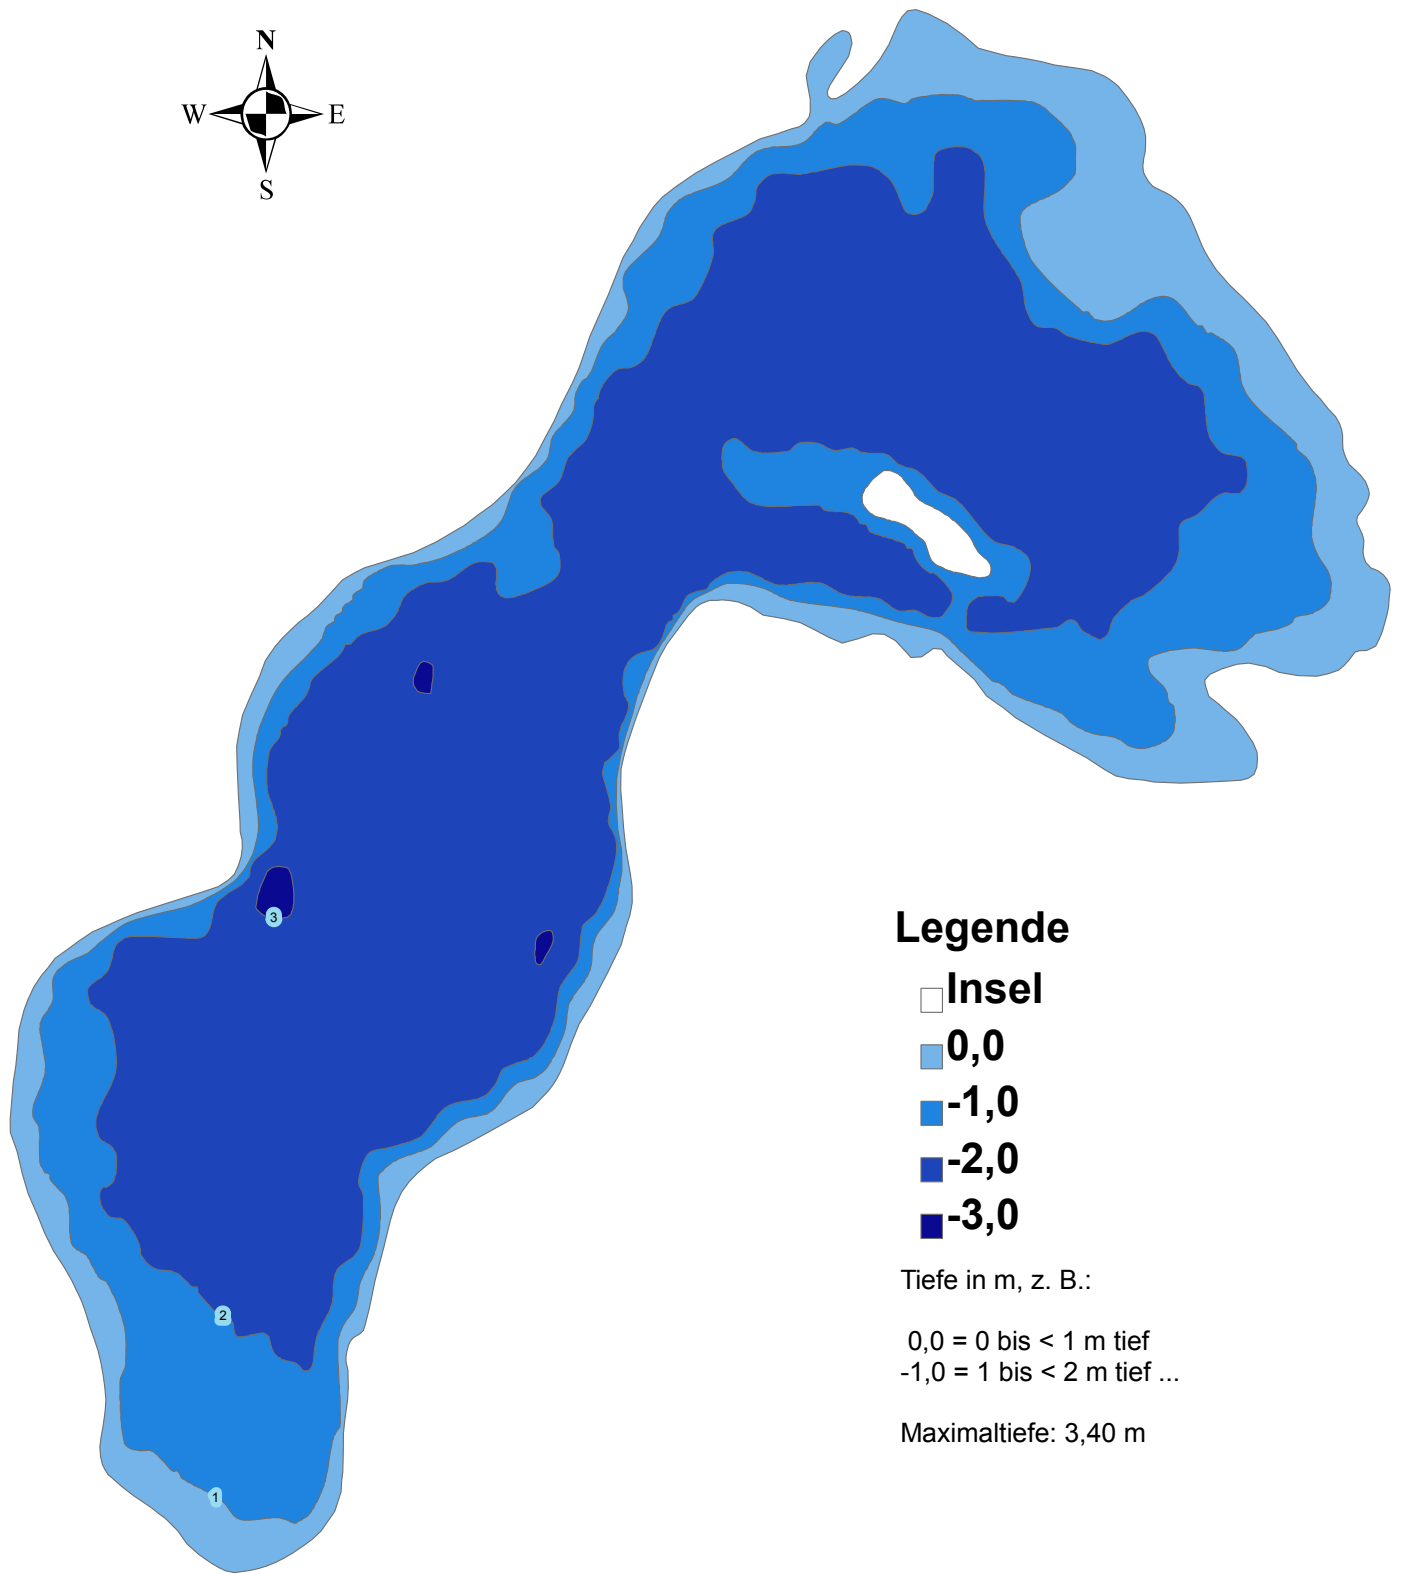 N
W E
S
3
Legende
Insel
0,0
-1,0
-2,0
-3,0
Tiefe in m, z. B.:
0,0 = 0 bis < 1 m tief
-1,0 = 1 bis < 2 m tief ...
Maximaltiefe: 3,40 m
2
1